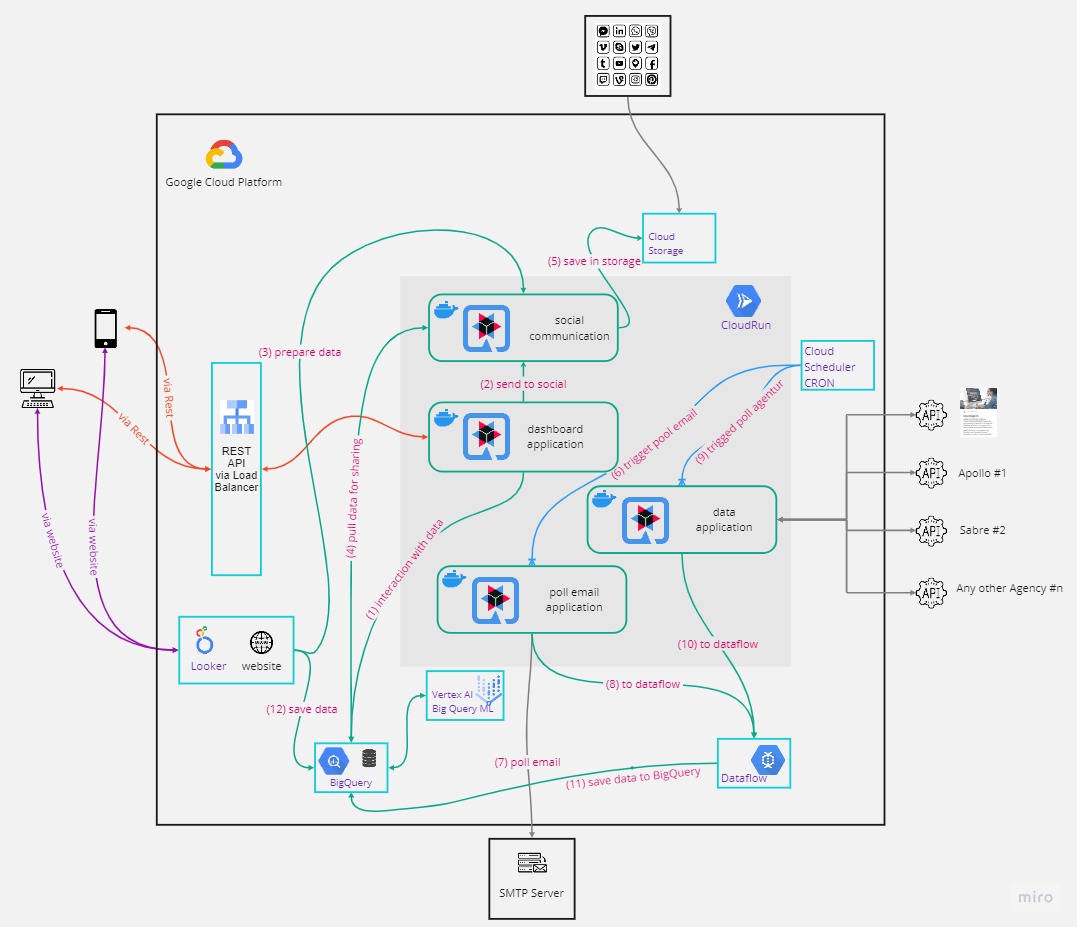 Google Cloud Platform
Cloud
Storage
(5) save in storage
social
communication
CloudRun
(3) prepare data
Cloud
Scheduler
CRON
(2) send to social
via Rest
via Rest
dashboard
application
(6) trigget pool email
(9) trigged poll agentur
API
REST
API
via Load
Balancer
(4) pull data for sharing
API
Apollo #1
data
application
API
Sabre #2
(1) interaction with data
via website
via website
poll email
application
API
Any other Agency #n
Looker
WWW
website
(10) to dataflow
(8) to dataflow
Vertex AI
Big Query ML
(12) save data
(7) poll email
BigQuery
(11) save data to BigQuery
Dataflow
SMTP Server
miro